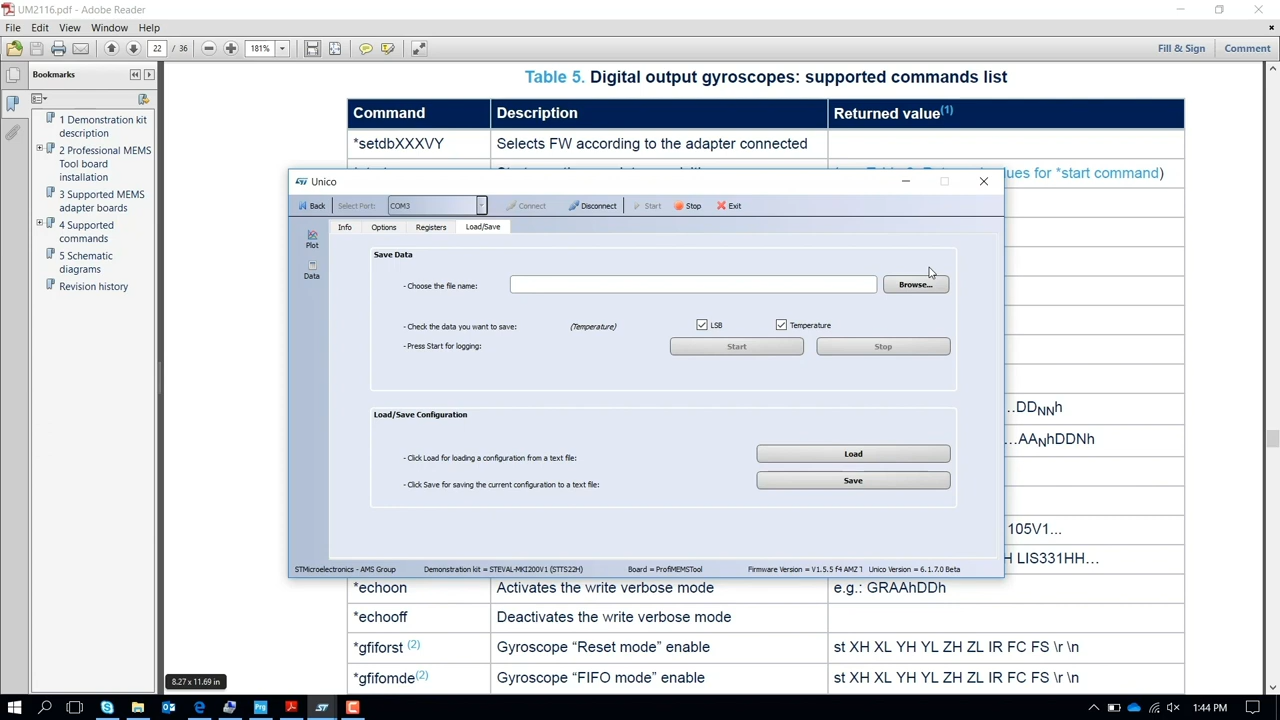 UM2116.pdf - Adobe Reader
File Edit View Window Help
22 / 36 181% Fill & Sign Comment
Bookmarks
1 Demonstration kit
description
2 Professional MEMS
Tool board
installation
3 Supported MEMS
adapter boards
4 Supported
commands
5 Schematic
diagrams
Revision history
8.27 x 11.69 in
Table 5. Digital output gyroscopes: supported commands list
Command Description Returned value(1)
*setdbXXXVY Selects FW according to the adapter connected
ues for *start command)
Unico
Back Select Port: COM3 Connect Disconnect Start Stop Exit
Info Options Registers Load/Save
Plot
Data
Save Data
- Choose the file name: Browse...
- Check the data you want to save: (Temperature) LSB Temperature
- Press Start for logging: Start Stop
Load/Save Configuration
- Click Load for loading a configuration from a text file: Load
- Click Save for saving the current configuration to a text file: Save
STMicroelectronics - AMS Group Demonstration kit = STEVAL-MKI200V1 (STTS22H) Board = ProfiMEMSTool Firmware Version = V1.5.5 f4 AMZ T Unico Version = 6.1.7.0 Beta
…DDNNh
…AANhDDNh
105V1...
H LIS331HH…
*echoon Activates the write verbose mode e.g.: GRAAhDDh
*echooff Deactivates the write verbose mode
*gfiforst (2) Gyroscope “Reset mode” enable st XH XL YH YL ZH ZL IR FC FS \r \n
*gfifomde(2) Gyroscope “FIFO mode” enable st XH XL YH YL ZH ZL IR FC FS \r \n
1:44 PM